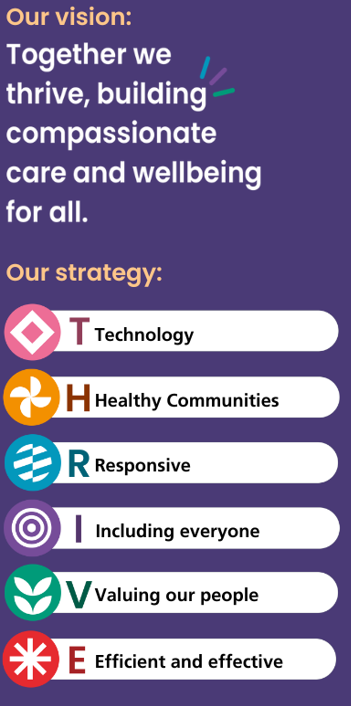 Our vision:
Together we
thrive, building
compassionate
care and wellbeing
for all.
Our strategy:
T Technology
H Healthy Communities
R Responsive
I Including everyone
V Valuing our people
E Efficient and effective